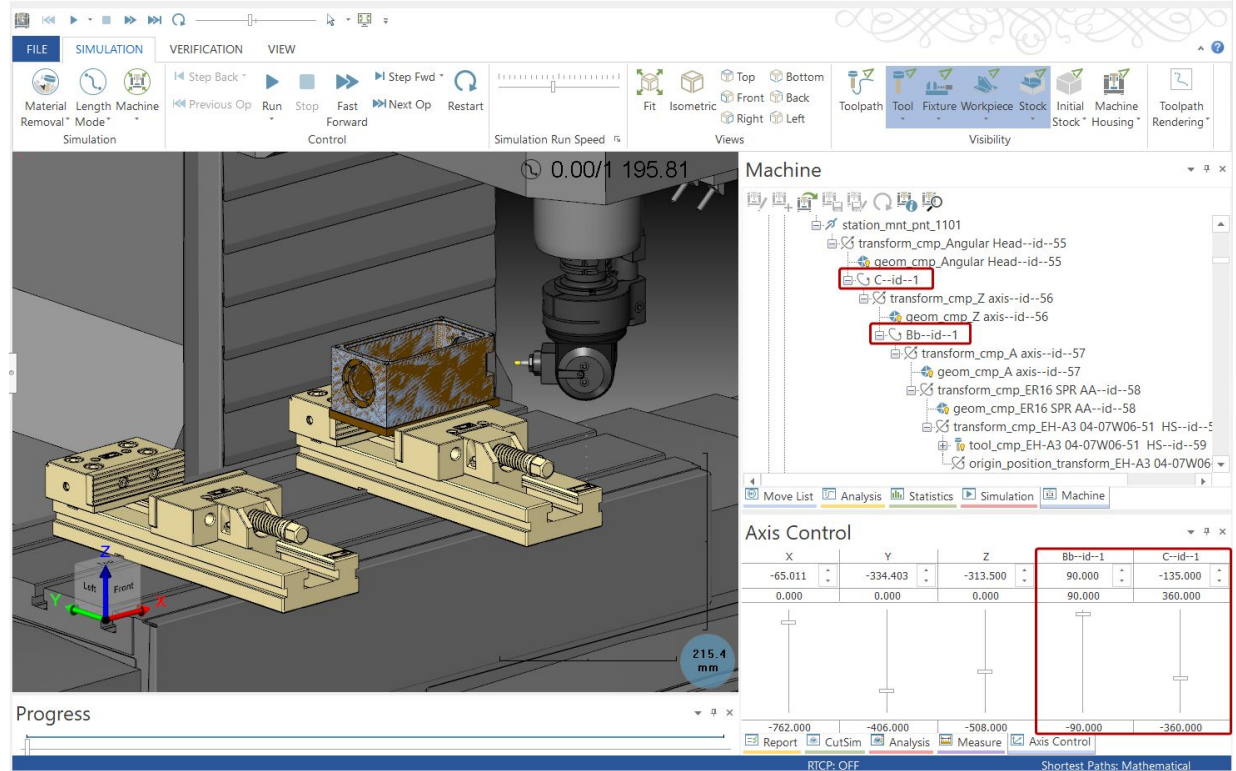 FILE SIMULATION VERIFICATION VIEW
Step Back Step Fwd
Previous Op Next Op
Material Removal Length Mode Machine
Run Stop Fast Forward Restart
Fit Isometric
Top Bottom
Front Back
Right Left
Toolpath Tool Fixture Workpiece Stock Initial Stock Machine Housing Toolpath Rendering
Simulation Control Simulation Run Speed Views Visibility
0.00/1 195.81
Z
Left Front
Y X
215.4
mm
Progress
Machine
station_mnt_pnt_1101
transform_cmp_Angular Head--id--55
geom_cmp_Angular Head--id--55
C--id--1
transform_cmp_Z axis--id--56
geom_cmp_Z axis--id--56
Bb--id--1
transform_cmp_A axis--id--57
geom_cmp_A axis--id--57
transform_cmp_ER16 SPR AA--id--58
geom_cmp_ER16 SPR AA--id--58
transform_cmp_EH-A3 04-07W06-51 HS--id--5
tool_cmp_EH-A3 04-07W06-51 HS--id--59
origin_position_transform_EH-A3 04-07W06-
Move List Analysis Statistics Simulation Machine
Axis Control
X Y Z Bb--id--1 C--id--1
-65.011 -334.403 -313.500 90.000 -135.000
0.000 0.000 0.000 90.000 360.000
-762.000 -406.000 -508.000 -90.000 -360.000
Report CutSim Analysis Measure Axis Control
RTCP: OFF Shortest Paths: Mathematical